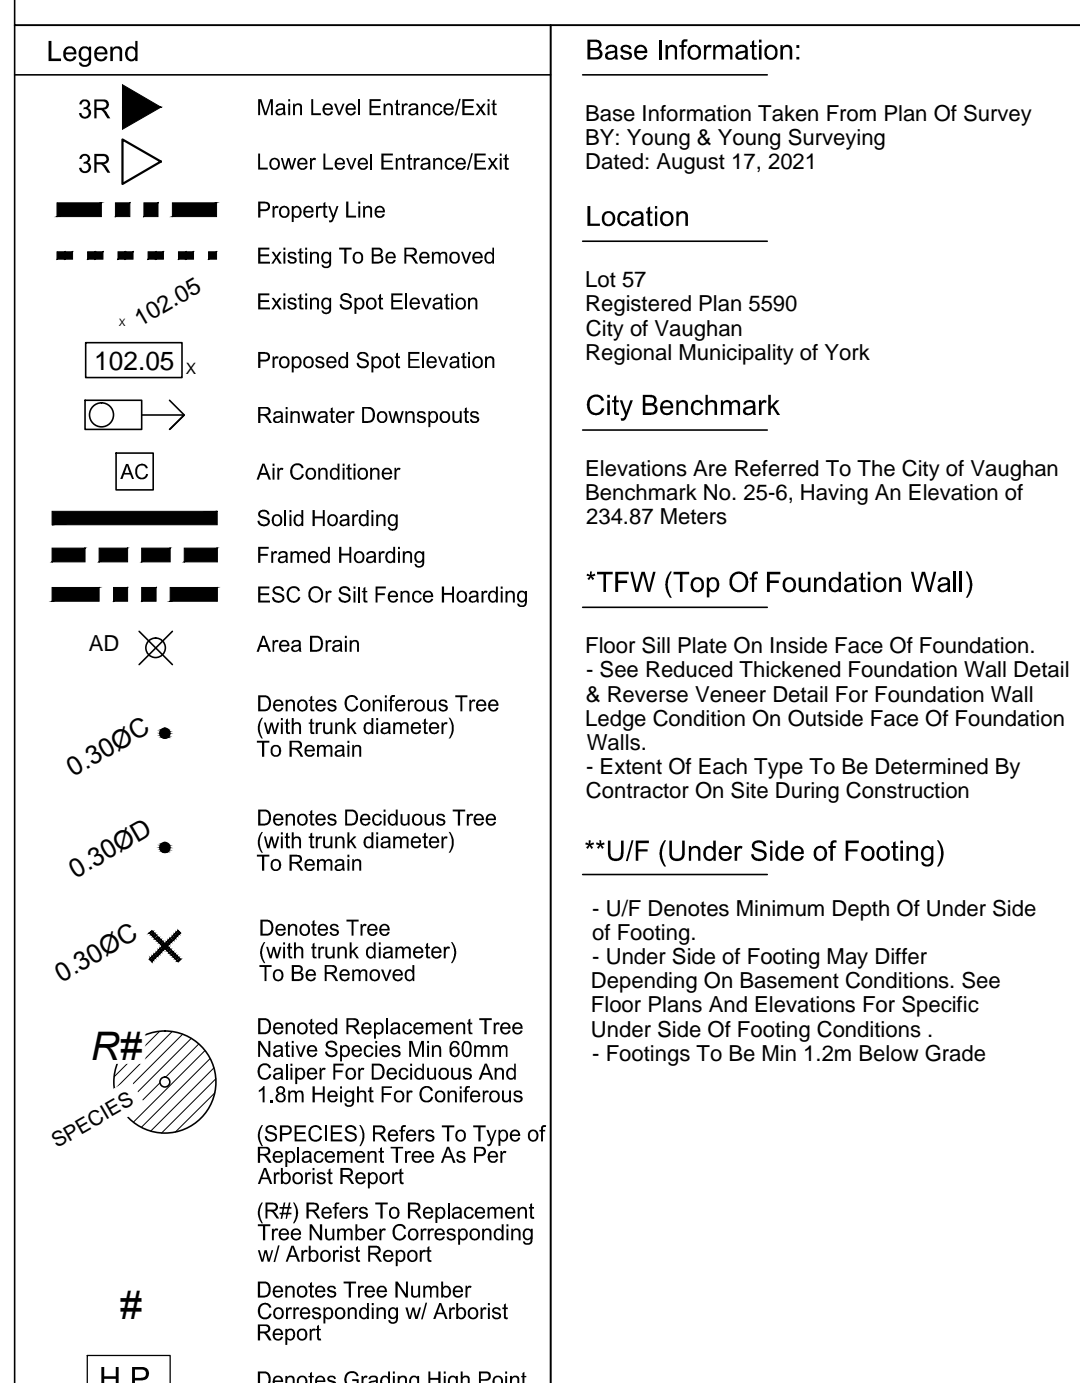 Legend
3R Main Level Entrance/Exit
3R Lower Level Entrance/Exit
Property Line
Existing To Be Removed
x 102.05 Existing Spot Elevation
102.05 x Proposed Spot Elevation
Rainwater Downspouts
AC Air Conditioner
Solid Hoarding
Framed Hoarding
ESC Or Silt Fence Hoarding
AD Area Drain
0.30ØC Denotes Coniferous Tree
(with trunk diameter)
To Remain
0.30ØD Denotes Deciduous Tree
(with trunk diameter)
To Remain
0.30ØC Denotes Tree
(with trunk diameter)
To Be Removed
R# SPECIES Denoted Replacement Tree
Native Species Min 60mm
Caliper For Deciduous And
1.8m Height For Coniferous
(SPECIES) Refers To Type of
Replacement Tree As Per
Arborist Report
(R#) Refers To Replacement
Tree Number Corresponding
w/ Arborist Report
# Denotes Tree Number
Corresponding w/ Arborist
Report
H.P. Denotes Grading High Point
Base Information:
Base Information Taken From Plan Of Survey
BY: Young & Young Surveying
Dated: August 17, 2021
Location
Lot 57
Registered Plan 5590
City of Vaughan
Regional Municipality of York
City Benchmark
Elevations Are Referred To The City of Vaughan
Benchmark No. 25-6, Having An Elevation of
234.87 Meters
*TFW (Top Of Foundation Wall)
Floor Sill Plate On Inside Face Of Foundation.
- See Reduced Thickened Foundation Wall Detail
& Reverse Veneer Detail For Foundation Wall
Ledge Condition On Outside Face Of Foundation
Walls.
- Extent Of Each Type To Be Determined By
Contractor On Site During Construction
**U/F (Under Side of Footing)
- U/F Denotes Minimum Depth Of Under Side
of Footing.
- Under Side of Footing May Differ
Depending On Basement Conditions. See
Floor Plans And Elevations For Specific
Under Side Of Footing Conditions .
- Footings To Be Min 1.2m Below Grade